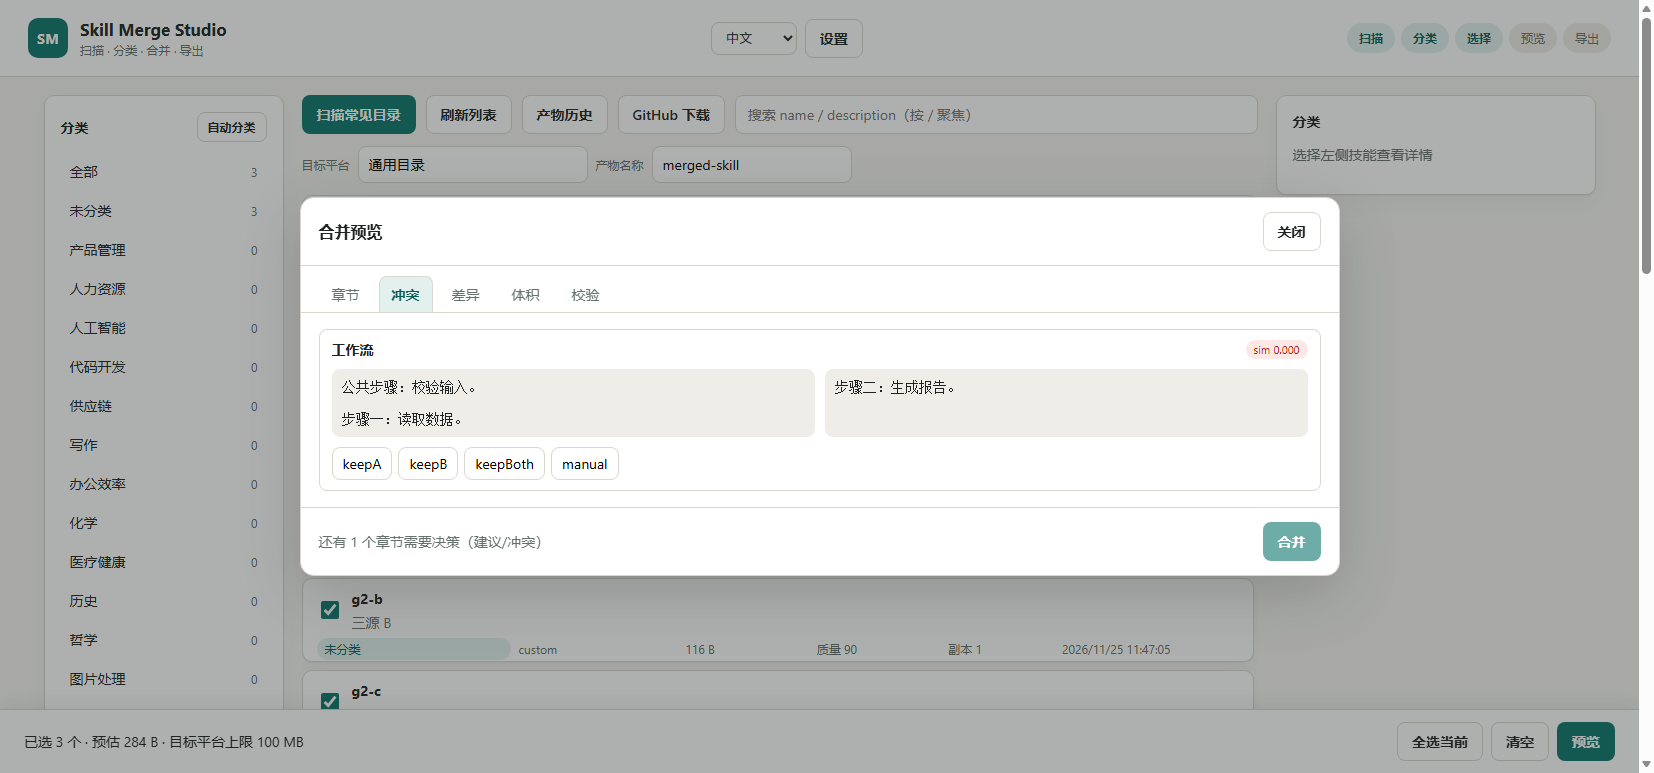 SM
Skill Merge Studio
扫描 · 分类 · 合并 · 导出
中文
设置
扫描
分类
选择
预览
导出
分类
自动分类
全部 3
未分类 3
产品管理 0
人力资源 0
人工智能 0
代码开发 0
供应链 0
写作 0
办公效率 0
化学 0
医疗健康 0
历史 0
哲学 0
图片处理 0
扫描常见目录
刷新列表
产物历史
GitHub 下载
搜索 name / description（按 / 聚焦）
目标平台
通用目录
产物名称
merged-skill
分类
选择左侧技能查看详情
合并预览
关闭
章节
冲突
差异
体积
校验
工作流
sim 0.000
公共步骤：校验输入。
步骤一：读取数据。
步骤二：生成报告。
keepA
keepB
keepBoth
manual
还有 1 个章节需要决策（建议/冲突）
合并
g2-b
三源 B
未分类
custom
116 B
质量 90
副本 1
2026/11/25 11:47:05
g2-c
已选 3 个 · 预估 284 B · 目标平台上限 100 MB
全选当前
清空
预览